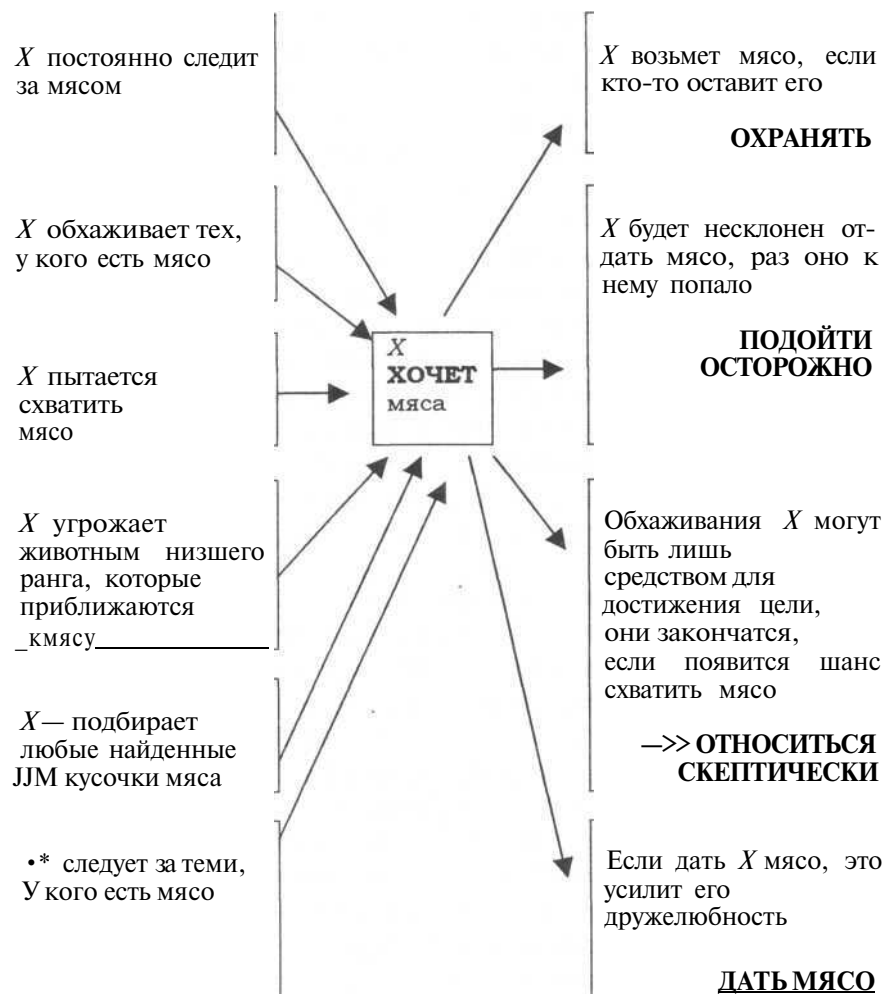 X постоянно следит
за мясом
X обхаживает тех,
у кого есть мясо
X пытается
схватить
мясо
X угрожает
животным низшего
ранга, которые
приближаются
_кмясу
X— подбирает
любые найденные
JJM кусочки мяса
•* следует за теми,
У кого есть мясо
X
ХОЧЕТ
мяса
X возьмет мясо, если
кто-то оставит его
ОХРАНЯТЬ
X будет несклонен от-
дать мясо, раз оно к
нему попало
ПОДОЙТИ
ОСТОРОЖНО
Обхаживания X могут
быть лишь
средством для
достижения цели,
они закончатся,
если появится шанс
схватить мясо
—>> ОТНОСИТЬСЯ
СКЕПТИЧЕСКИ
Если дать X мясо, это
усилит его
дружелюбность
ДАТЬ МЯСО